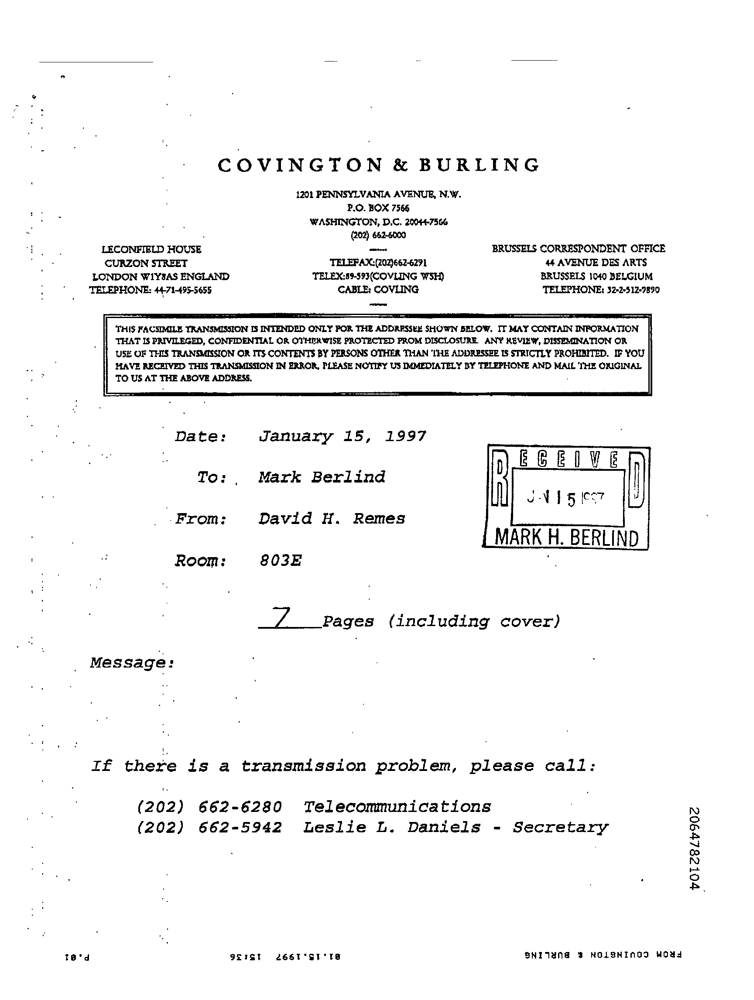 COVINGTON & BURLING
1201 PENNSYLVANIA AVENUE, N.W.
P.O. BOX 7566
WASHINGTON, D.C. 20044-7566
(202) 662-6000
LECONFIELD HOUSE
CURZON STREET
LONDON W1Y8AS ENGLAND
TELEPHONE: 44-71-495-5655
TELEFAX:(202)662-6291
TELEX:89-593(COVLING WSH)
CABLE: COVLING
BRUSSELS CORRESPONDENT OFFICE
44 AVENUE DES ARTS
BRUSSELS 1040 BELGIUM
TELEPHONE: 32-2-512-9890
THIS FACSIMILE TRANSMISSION IS INTENDED ONLY FOR THE ADDRESSEE SHOWN BELOW. IT MAY CONTAIN INFORMATION
THAT IS PRIVILEGED, CONFIDENTIAL OR OTHERWISE PROTECTED FROM DISCLOSURE. ANY REVIEW, DISSEMINATION OR
USE OF THIS TRANSMISSION OR ITS CONTENTS BY PERSONS OTHER THAN THE ADDRESSEE IS STRICTLY PROHIBITED. IF YOU
HAVE RECEIVED THIS TRANSMISSION IN ERROR, PLEASE NOTIFY US IMMEDIATELY BY TELEPHONE AND MAIL THE ORIGINAL
TO US AT THE ABOVE ADDRESS.
Date: January 15, 1997
To: Mark Berlind
From: David H. Remes
Room: 803E
RECEIVED
15
MARK H. BERLIND
7 Pages (including cover)
Message:
If there is a transmission problem, please call:
(202) 662-6280 Telecommunications
(202) 662-5942 Leslie L. Daniels - Secretary
2064782104
FROM COVINGTON & BURLING 01.15.1997 15:36 P.01